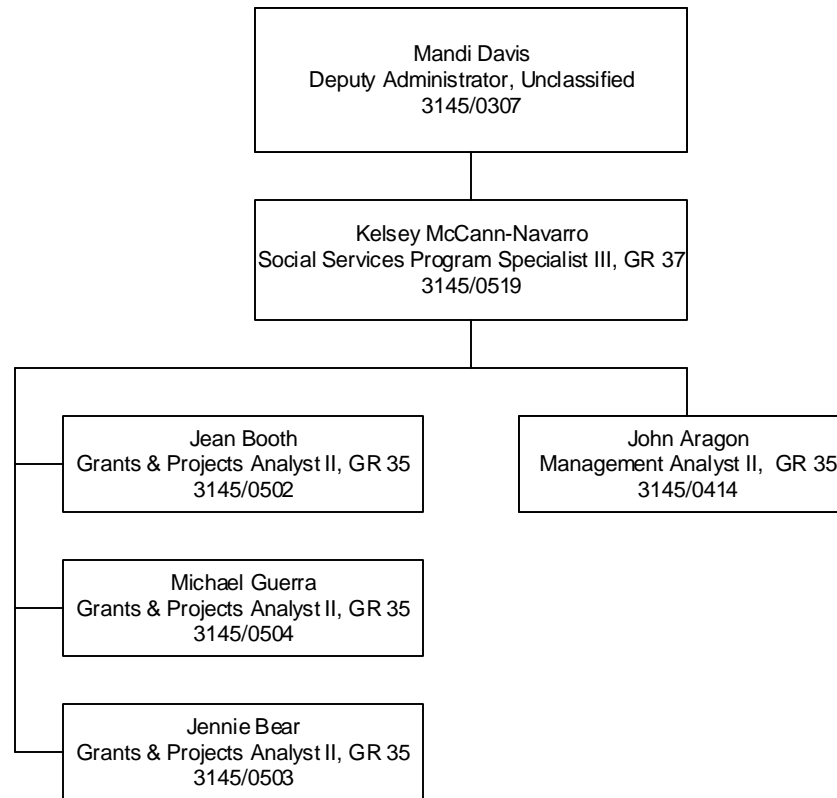 Mandi Davis
Deputy Administrator, Unclassified
3145/0307
Kelsey McCann-Navarro
Social Services Program Specialist III, GR 37
3145/0519
Jean Booth
Grants & Projects Analyst II, GR 35
3145/0502
John Aragon
Management Analyst II, GR 35
3145/0414
Michael Guerra
Grants & Projects Analyst II, GR 35
3145/0504
Jennie Bear
Grants & Projects Analyst II, GR 35
3145/0503